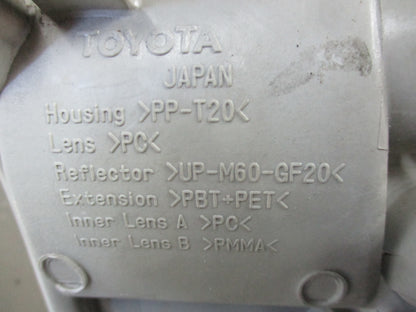 TOYOTA
JAPAN
Housing >PP-T20<
Lens >PC<
Reflector >UP-M60-GF20<
Extension >PBT+PET<
Inner Lens A >PC<
Inner Lens B >PMMA<